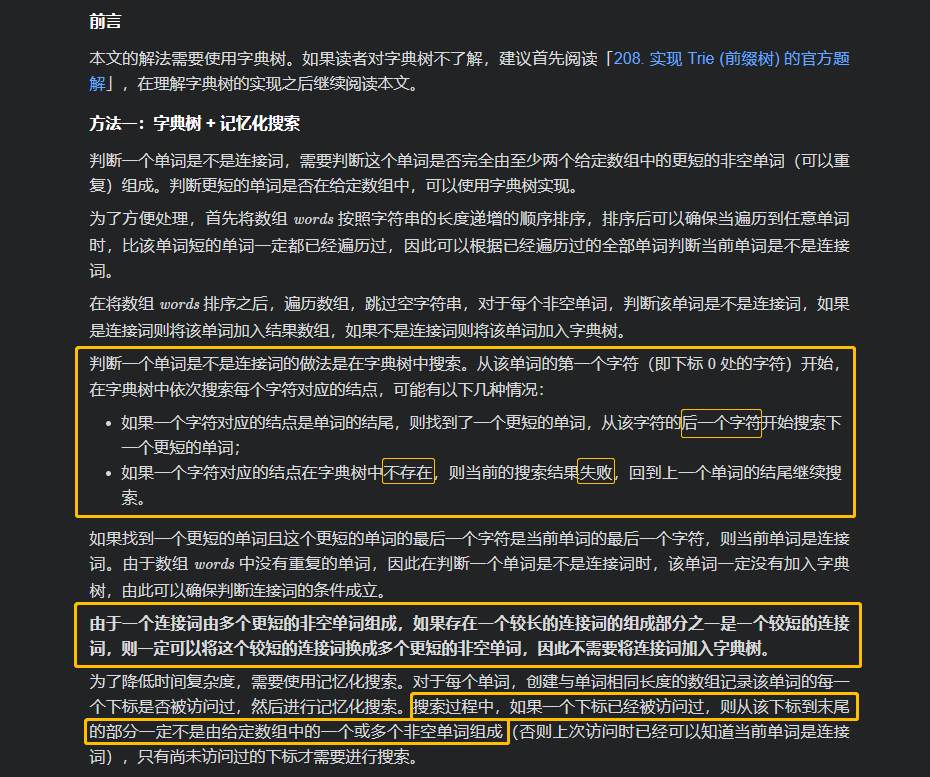 前言
本文的解法需要使用字典树。如果读者对字典树不了解，建议首先阅读「208. 实现 Trie (前缀树) 的官方题
解」，在理解字典树的实现之后继续阅读本文。
方法一：字典树 + 记忆化搜索
判断一个单词是不是连接词，需要判断这个单词是否完全由至少两个给定数组中的更短的非空单词（可以重
复）组成。判断更短的单词是否在给定数组中，可以使用字典树实现。
为了方便处理，首先将数组 words 按照字符串的长度递增的顺序排序，排序后可以确保当遍历到任意单词
时，比该单词短的单词一定都已经遍历过，因此可以根据已经遍历过的全部单词判断当前单词是不是连接
词。
在将数组 words 排序之后，遍历数组，跳过空字符串，对于每个非空单词，判断该单词是不是连接词，如果
是连接词则将该单词加入结果数组，如果不是连接词则将该单词加入字典树。
判断一个单词是不是连接词的做法是在字典树中搜索。从该单词的第一个字符（即下标 0 处的字符）开始，
在字典树中依次搜索每个字符对应的结点，可能有以下几种情况：
• 如果一个字符对应的结点是单词的结尾，则找到了一个更短的单词，从该字符的后一个字符开始搜索下
一个更短的单词；
• 如果一个字符对应的结点在字典树中不存在，则当前的搜索结果失败，回到上一个单词的结尾继续搜
索。
如果找到一个更短的单词且这个更短的单词的最后一个字符是当前单词的最后一个字符，则当前单词是连接
词。由于数组 words 中没有重复的单词，因此在判断一个单词是不是连接词时，该单词一定没有加入字典
树，由此可以确保判断连接词的条件成立。
由于一个连接词由多个更短的非空单词组成，如果存在一个较长的连接词的组成部分之一是一个较短的连接
词，则一定可以将这个较短的连接词换成多个更短的非空单词，因此不需要将连接词加入字典树。
为了降低时间复杂度，需要使用记忆化搜索。对于每个单词，创建与单词相同长度的数组记录该单词的每一
个下标是否被访问过，然后进行记忆化搜索。搜索过程中，如果一个下标已经被访问过，则从该下标到末尾
的部分一定不是由给定数组中的一个或多个非空单词组成（否则上次访问时已经可以知道当前单词是连接
词），只有尚未访问过的下标才需要进行搜索。